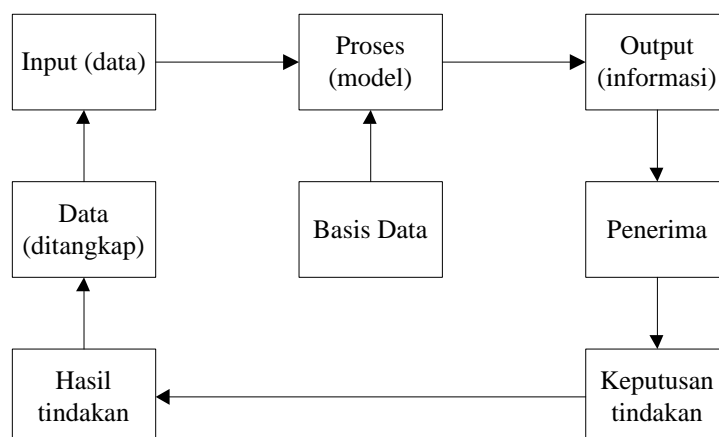 Input (data)
Proses
(model)
Output
(informasi)
Data
(ditangkap)
Basis Data
Penerima
Hasil
tindakan
Keputusan
tindakan